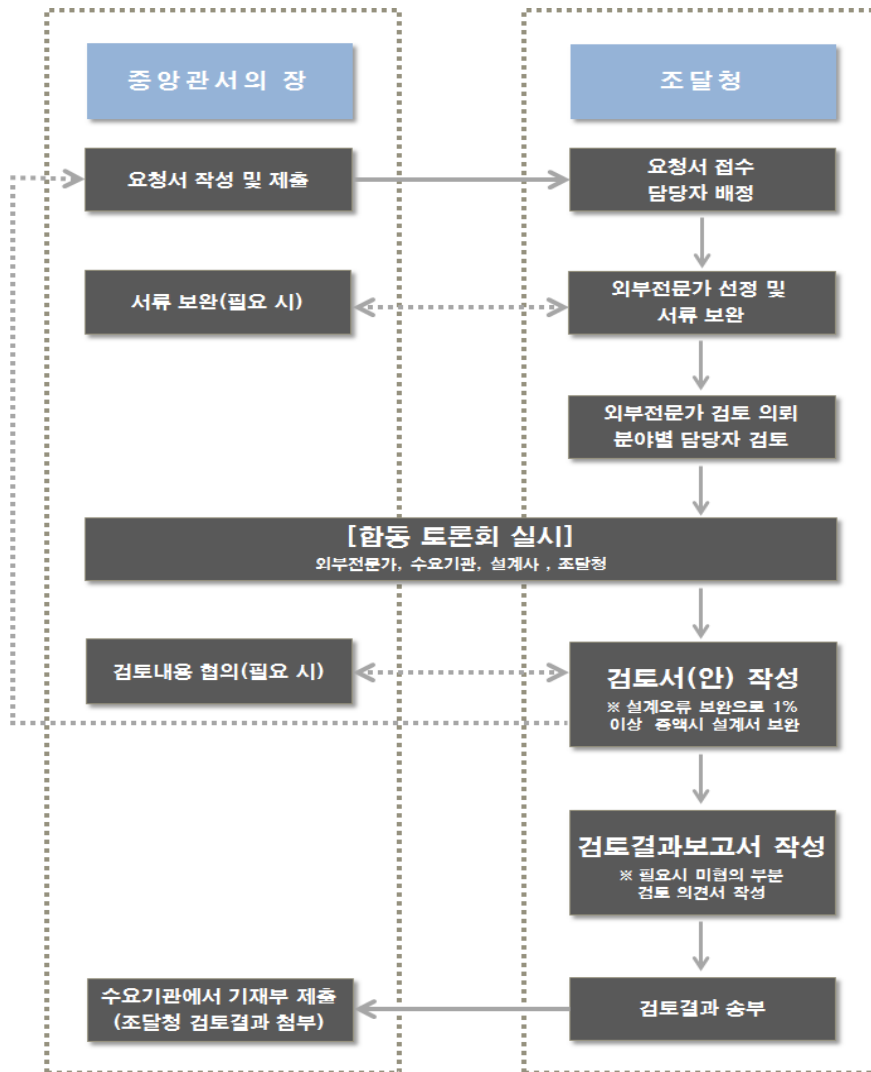 중앙관서의 장
조달청
요청서 작성 및 제출
요청서 접수
담당자 배정
서류 보완(필요 시)
외부전문가 선정 및
서류 보완
외부전문가 검토 의뢰
분야별 담당자 검토
[합동 토론회 실시]
외부전문가, 수요기관, 설계사 , 조달청
검토내용 협의(필요 시)
검토서(안) 작성
※ 설계오류 보완으로 1%
이상 증액시 설계서 보완
검토결과보고서 작성
※ 필요시 미협의 부분
검토 의견서 작성
수요기관에서 기재부 제출
(조달청 검토결과 첨부)
검토결과 송부